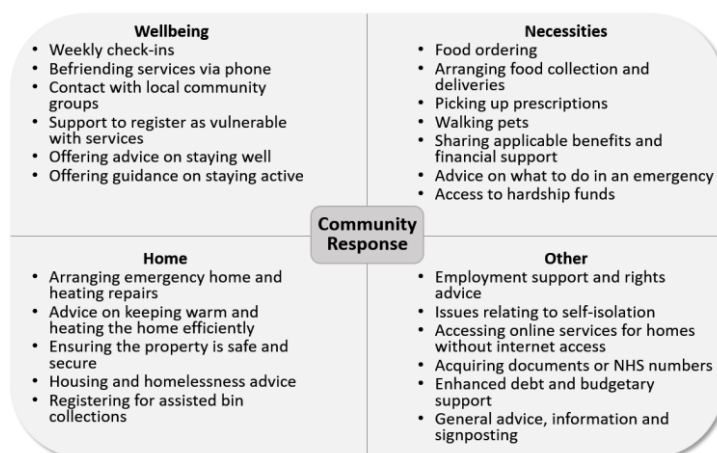 Wellbeing
• Weekly check-ins
• Befriending services via phone
• Contact with local community
groups
• Support to register as vulnerable
with services
• Offering advice on staying well
• Offering guidance on staying active
Necessities
• Food ordering
• Arranging food collection and
deliveries
• Picking up prescriptions
• Walking pets
• Sharing applicable benefits and
financial support
• Advice on what to do in an emergency
• Access to hardship funds
Community
Response
Home
• Arranging emergency home and
heating repairs
• Advice on keeping warm and
heating the home efficiently
• Ensuring the property is safe and
secure
• Housing and homelessness advice
• Registering for assisted bin
collections
Other
• Employment support and rights
advice
• Issues relating to self-isolation
• Accessing online services for homes
without internet access
• Acquiring documents or NHS numbers
• Enhanced debt and budgetary
support
• General advice, information and
signposting